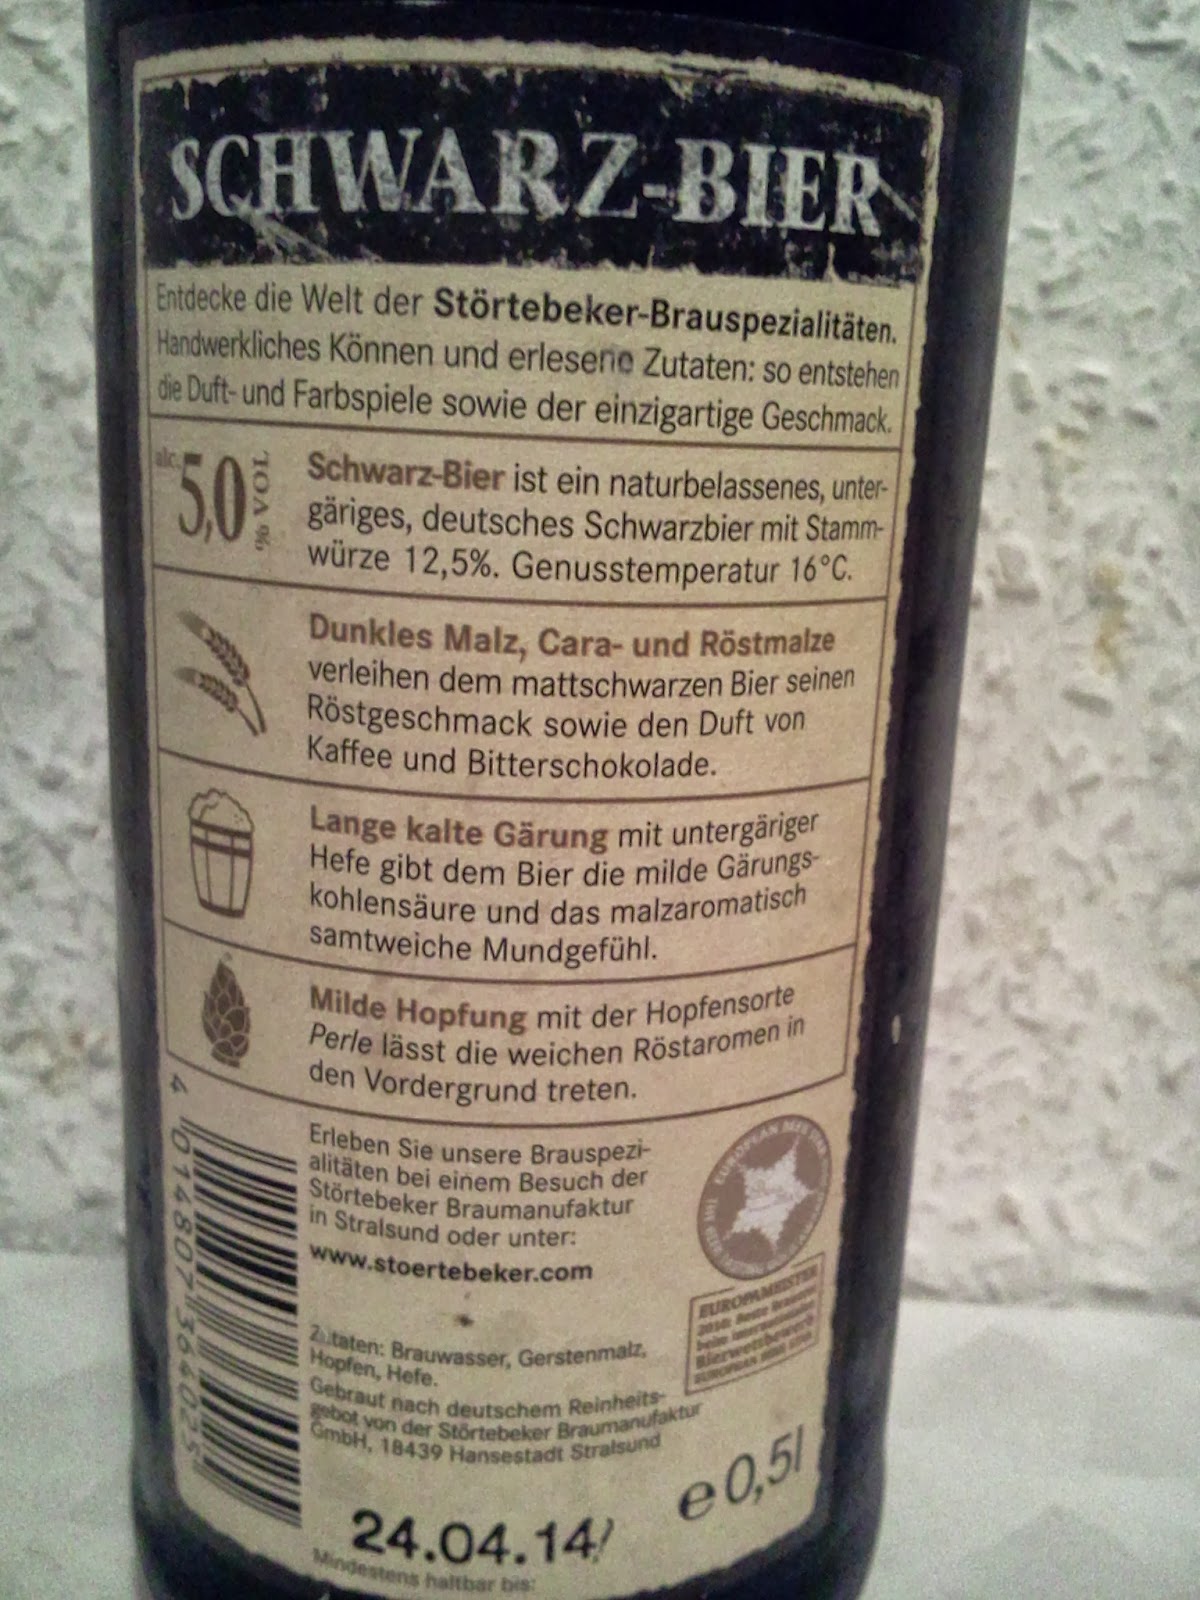 SCHWARZ-BIER
Entdecke die Welt der Störtebeker-Brauspezialitäten.
Handwerkliches Können und erlesene Zutaten: so entstehen
die Duft- und Farbspiele sowie der einzigartige Geschmack.
alc. 5,0 % VOL
Schwarz-Bier ist ein naturbelassenes, unter-
gäriges, deutsches Schwarzbier mit Stamm-
würze 12,5%. Genusstemperatur 16°C.
Dunkles Malz, Cara- und Röstmalze
verleihen dem mattschwarzen Bier seinen
Röstgeschmack sowie den Duft von
Kaffee und Bitterschokolade.
Lange kalte Gärung mit untergäriger
Hefe gibt dem Bier die milde Gärungs-
kohlensäure und das malzaromatisch
samtweiche Mundgefühl.
Milde Hopfung mit der Hopfensorte
Perle lässt die weichen Röstaromen in
den Vordergrund treten.
Erleben Sie unsere Brauspezi-
alitäten bei einem Besuch der
Störtebeker Braumanufaktur
in Stralsund oder unter:
www.stoertebeker.com
EUROPEAN BEER STAR
EUROPAMEISTER
Bierwettbewerb
EUROPEAN BEER STAR
Zutaten: Brauwasser, Gerstenmalz,
Hopfen, Hefe.
Gebraut nach deutschem Reinheits-
gebot von der Störtebeker Braumanufaktur
GmbH, 18439 Hansestadt Stralsund
4 014807 364025
e 0,5l
24.04.14
Mindestens haltbar bis: